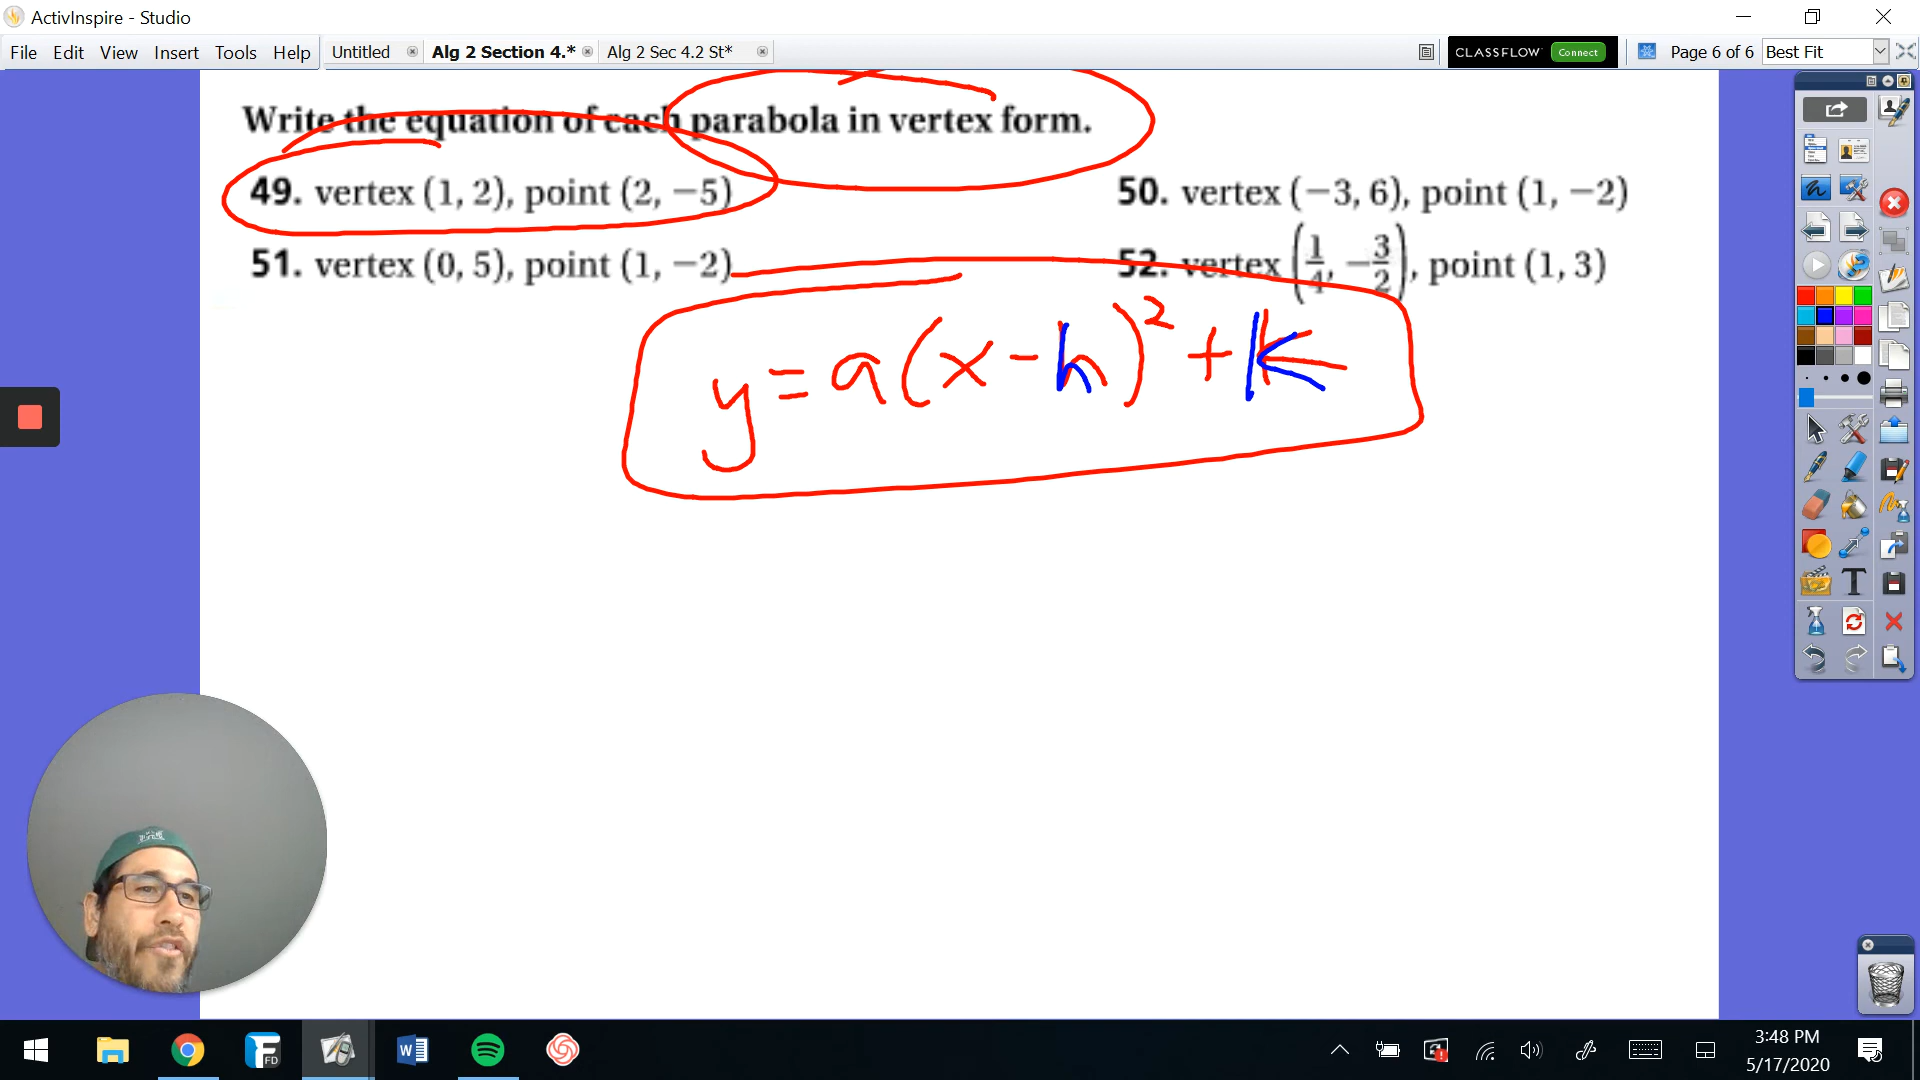 ActivInspire - Studio
File Edit View Insert Tools Help Untitled Alg 2 Section 4.* Alg 2 Sec 4.2 St* CLASSFLOW Connect Page 6 of 6 Best Fit
Write the equation of each parabola in vertex form.
49. vertex (1, 2), point (2, −5) 50. vertex (−3, 6), point (1, −2)
51. vertex (0, 5), point (1, −2) 52. vertex (1/4, −3/2), point (1, 3)
y = a(x - h)² + k
T
FD
3:48 PM
5/17/2020